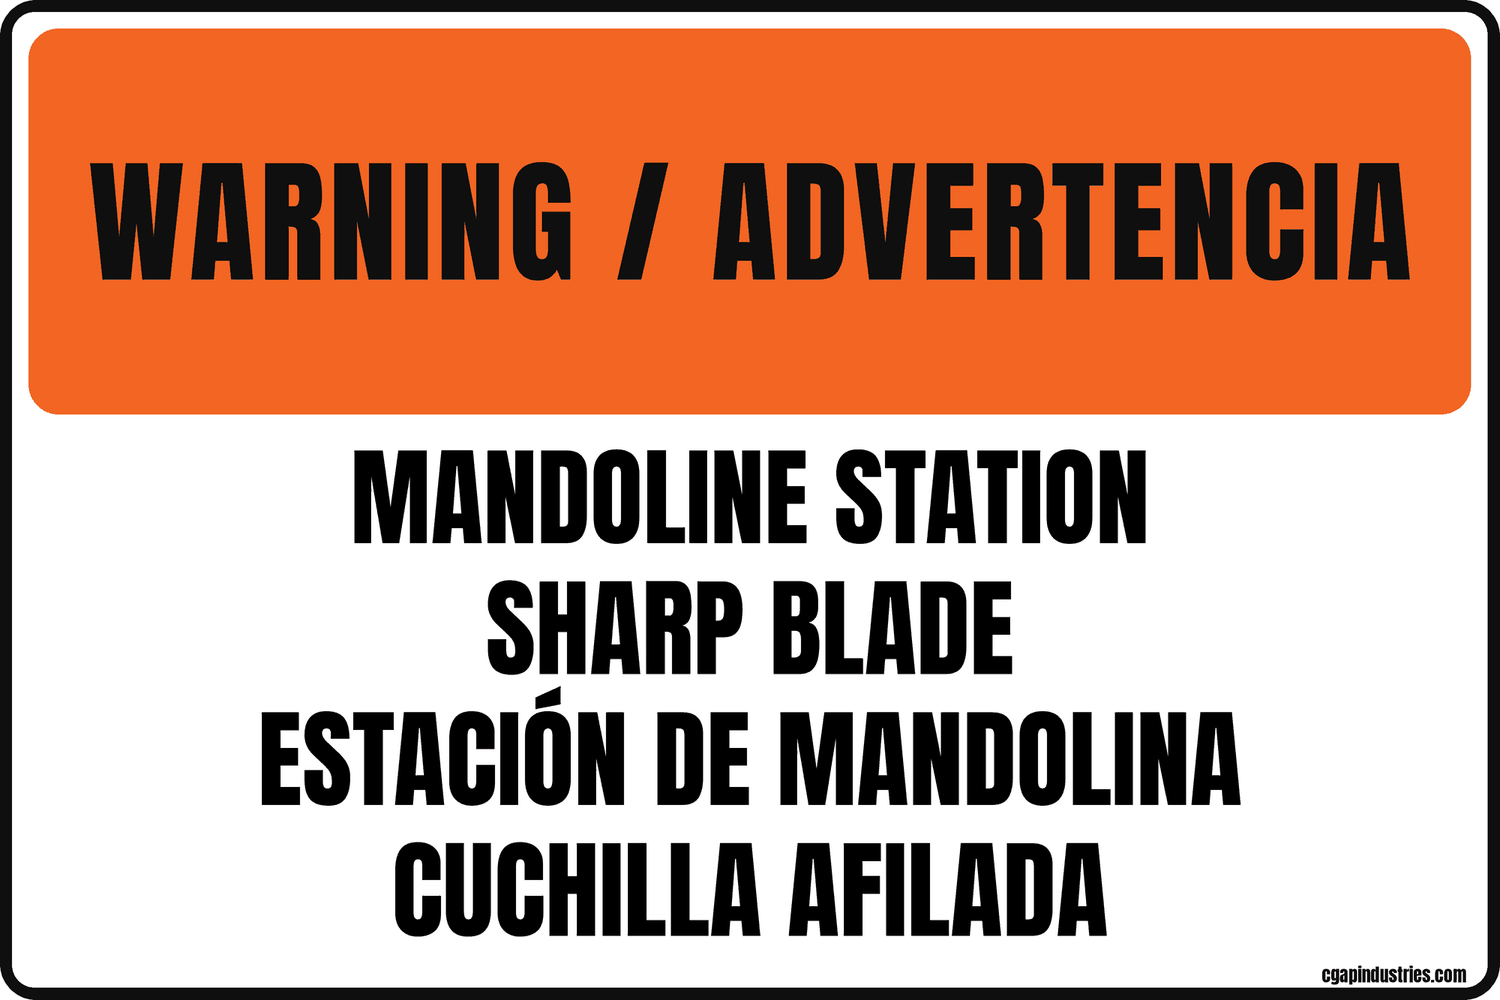 WARNING / ADVERTENCIA
MANDOLINE STATION
SHARP BLADE
ESTACIÓN DE MANDOLINA
CUCHILLA AFILADA
cgapindustries.com